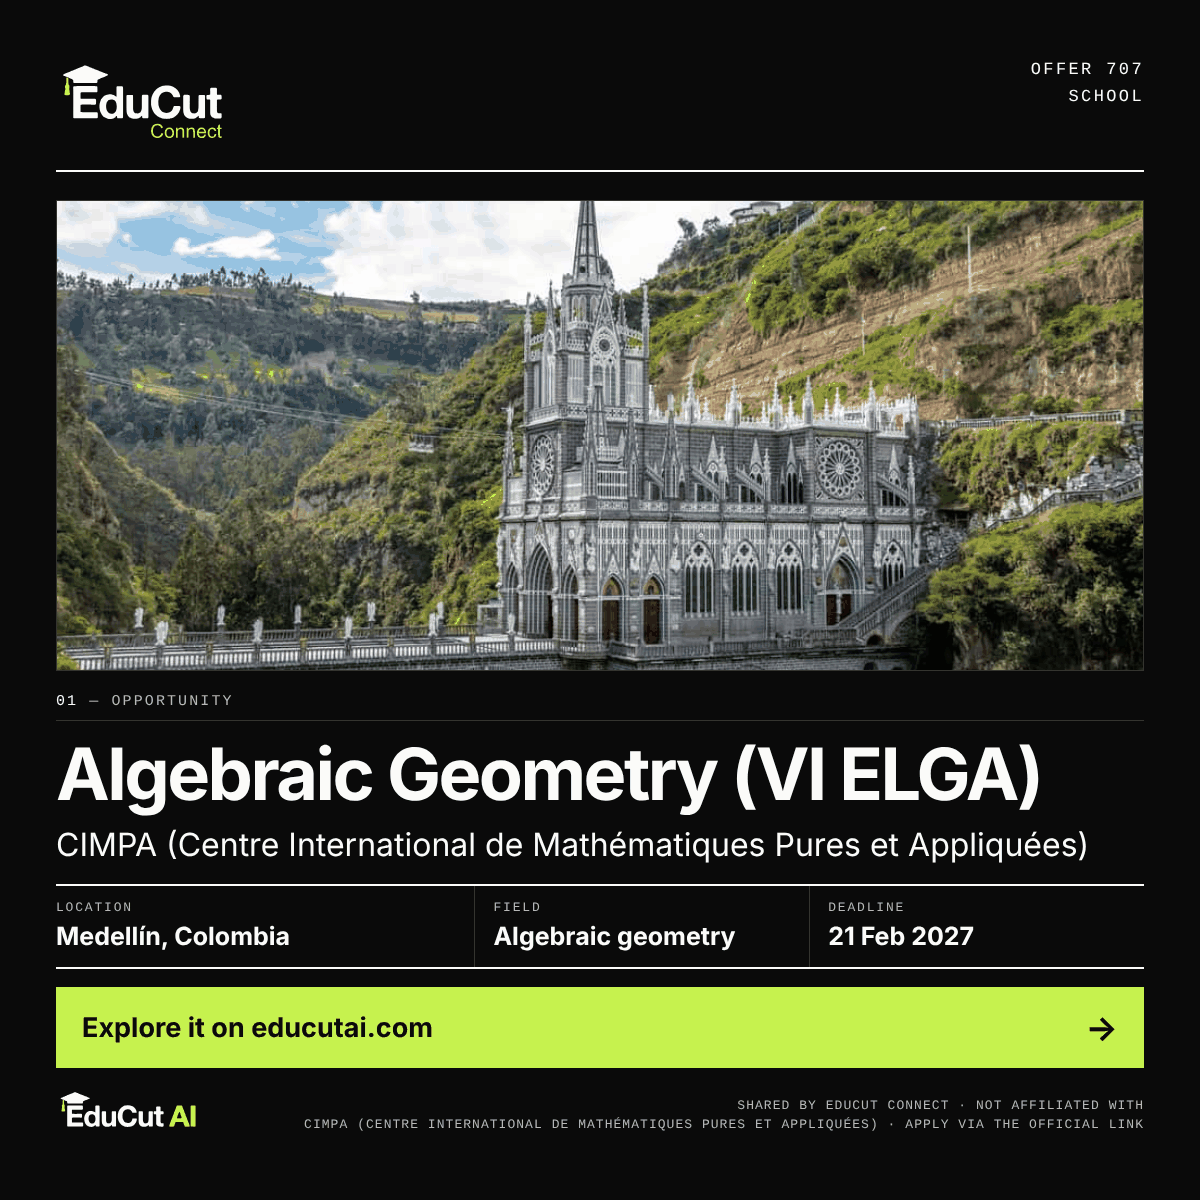 EduCut
Connect
OFFER 707
SCHOOL
01 — OPPORTUNITY
Algebraic Geometry (VI ELGA)
CIMPA (Centre International de Mathématiques Pures et Appliquées)
LOCATION
Medellín, Colombia
FIELD
Algebraic geometry
DEADLINE
21 Feb 2027
Explore it on educutai.com →
EduCut AI
SHARED BY EDUCUT CONNECT · NOT AFFILIATED WITH
CIMPA (CENTRE INTERNATIONAL DE MATHÉMATIQUES PURES ET APPLIQUÉES) · APPLY VIA THE OFFICIAL LINK